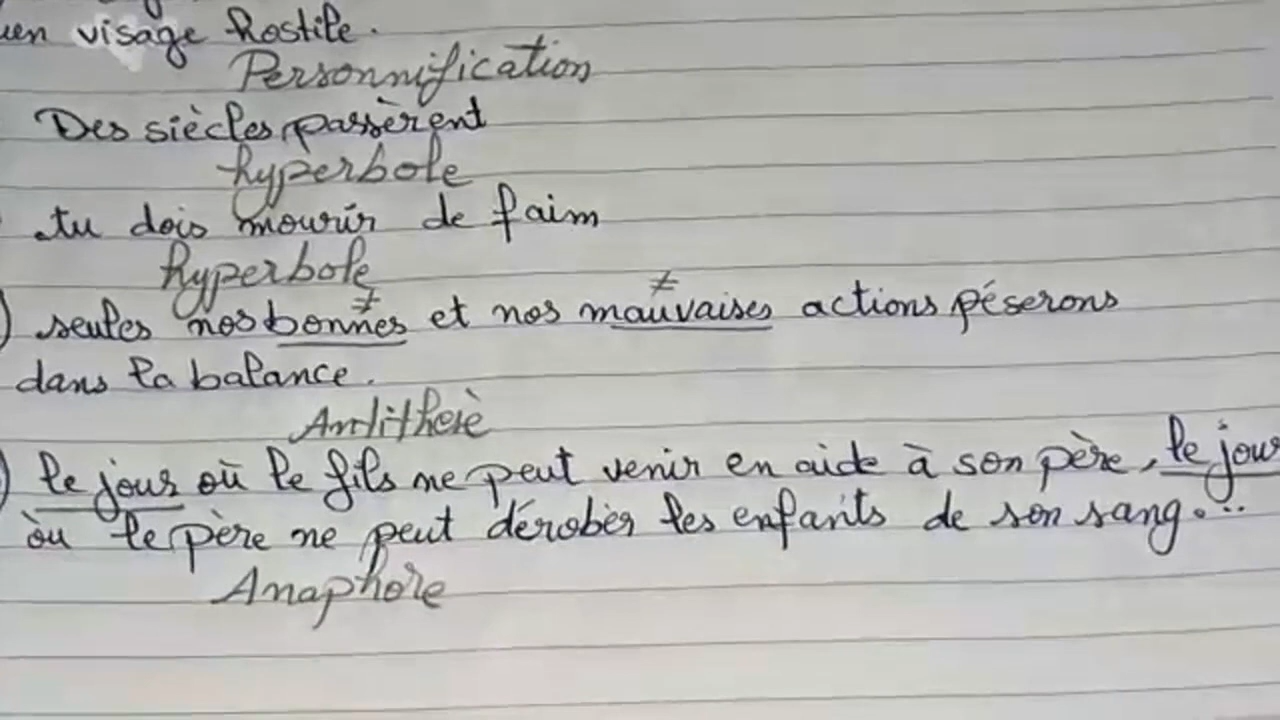 en visage hostile.
Personnification
Des siècles passèrent
hyperbole
tu dois mourir de faim
hyperbole
≠ ≠
) seules nos bonnes et nos mauvaises actions péserons
dans la balance.
Antithèse
) le jour où le fils ne peut venir en aide à son père, le jour
où le père ne peut dérober les enfants de son sang...
Anaphore